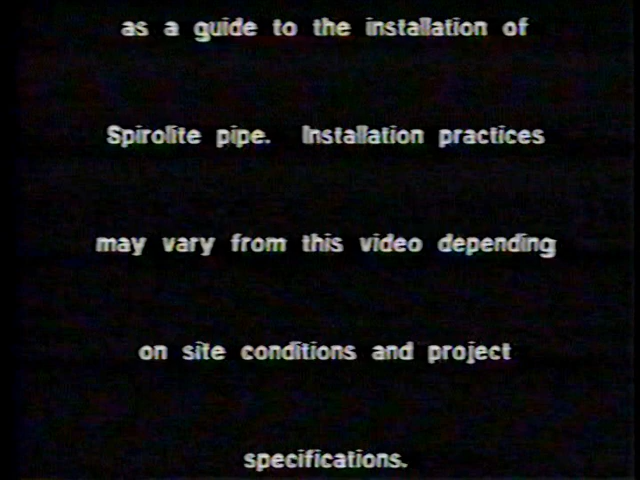 as a guide to the installation of
Spirolite pipe. Installation practices
may vary from this video depending
on site conditions and project
specifications.